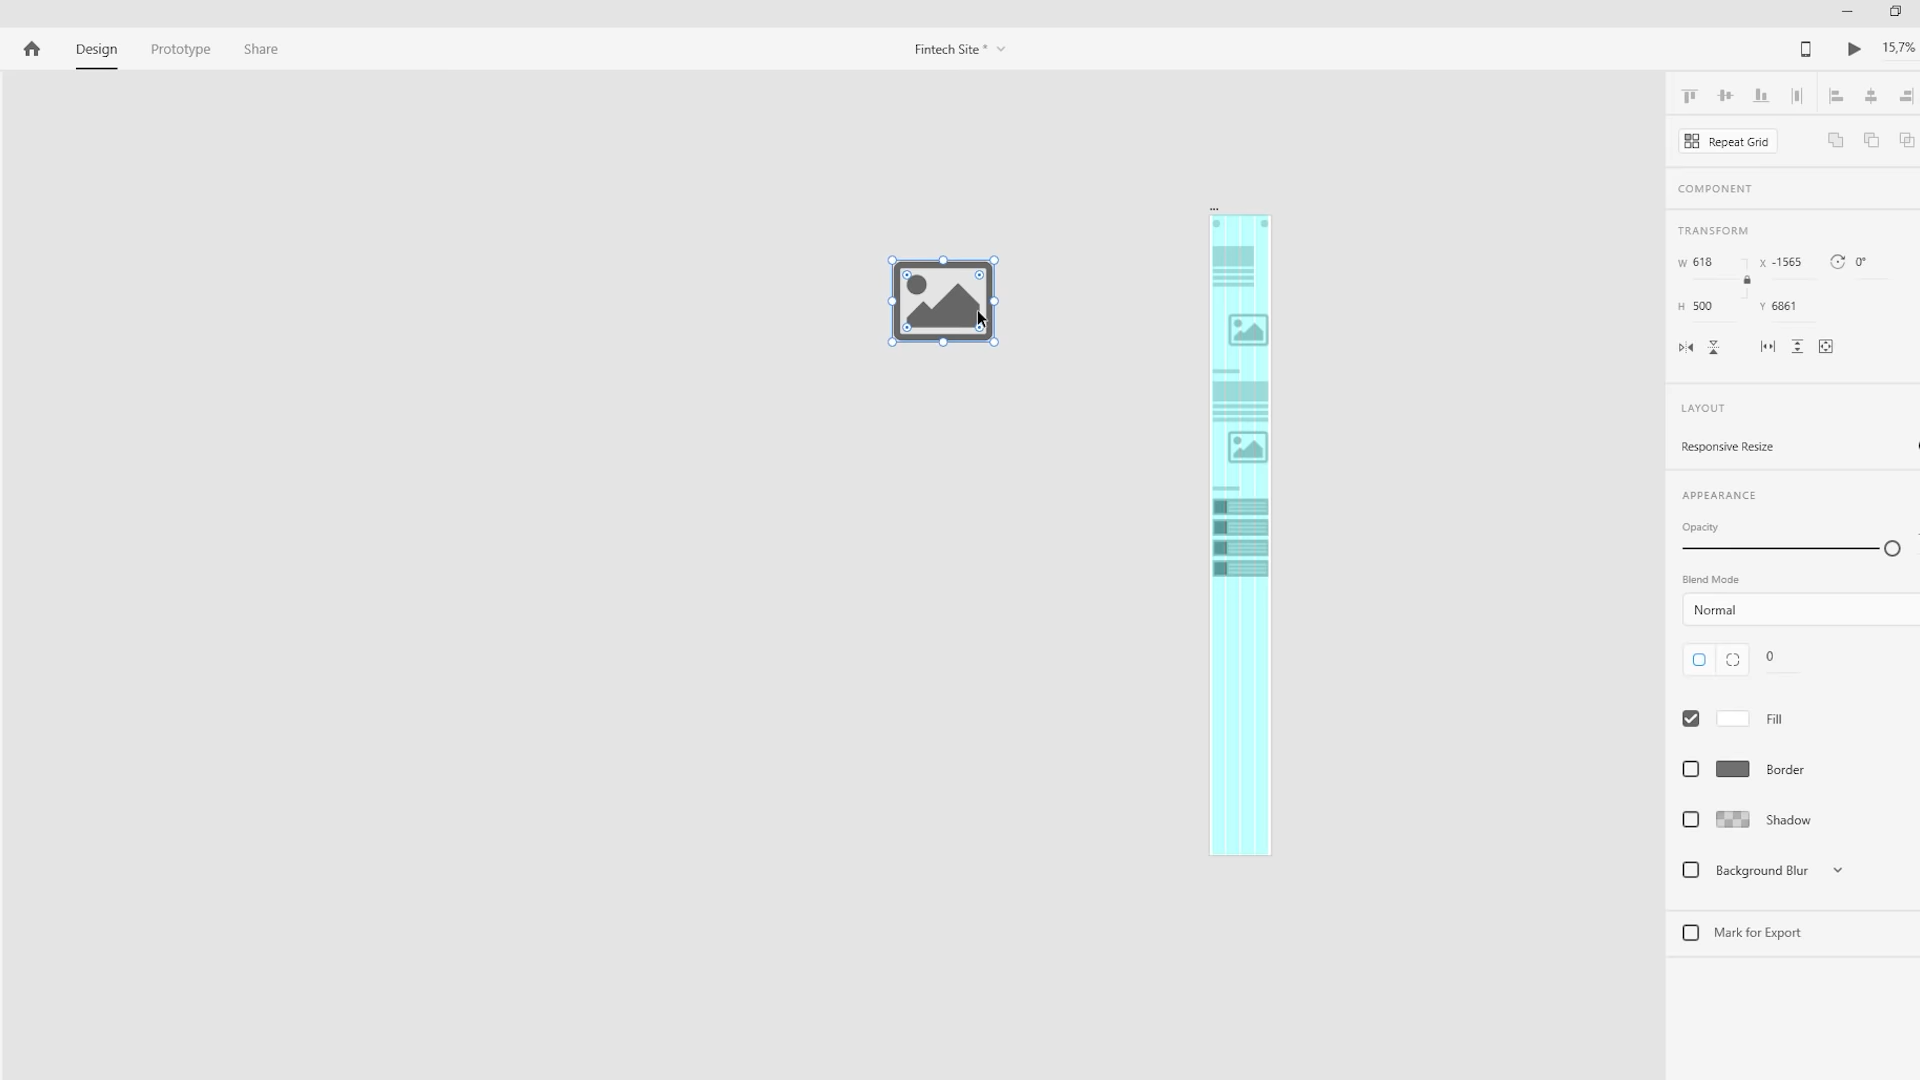 Design Prototype Share Fintech Site * 15,7%
Repeat Grid
COMPONENT
TRANSFORM
W 618 X -1565 0°
H 500 Y 6861
LAYOUT
Responsive Resize
APPEARANCE
Opacity
Blend Mode
Normal
0
Fill
Border
Shadow
Background Blur
Mark for Export
...